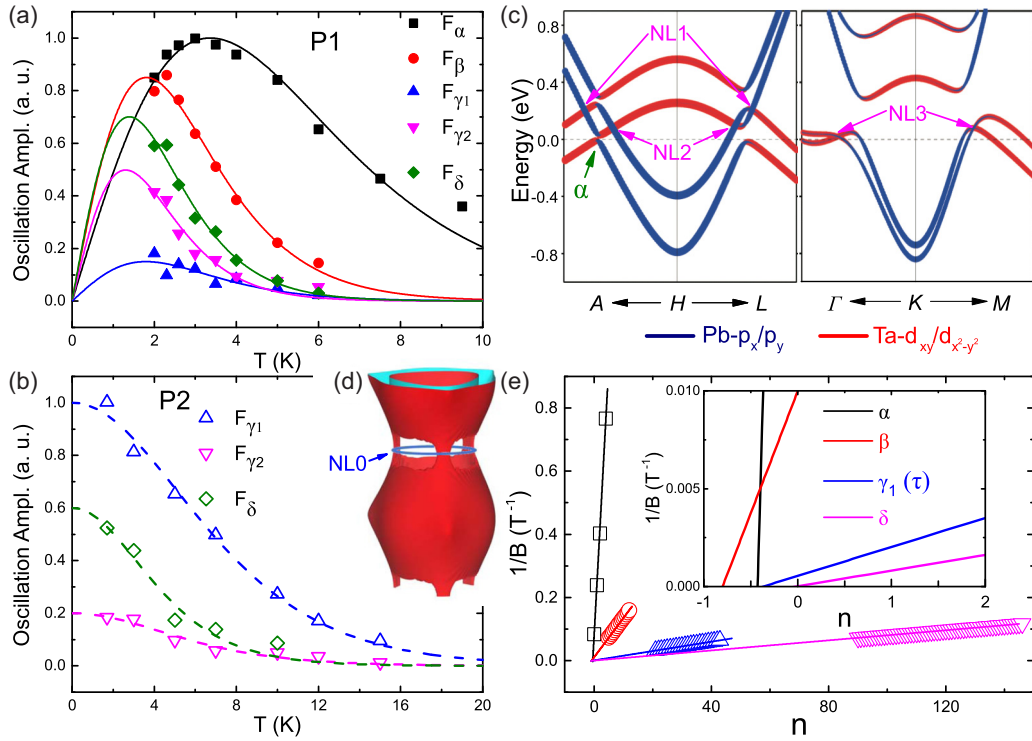 (a)
P1
Oscillation Ampl. (a. u.)
1.0
0.8
0.6
0.4
0.2
0.0
0 2 4 6 8 10
T (K)
Fα
Fβ
Fγ1
Fγ2
Fδ
(c)
Energy (eV)
0.8
0.4
0.0
-0.4
-0.8
NL1
NL2
α
NL3
A H L
Γ K M
Pb-px/py
Ta-dxy/dx²-y²
(b)
P2
Oscillation Ampl. (a. u.)
1.0
0.8
0.6
0.4
0.2
0.0
0 4 8 12 16 20
T (K)
Fγ1
Fγ2
Fδ
(d)
NL0
(e)
1/B (T⁻¹)
0.8
0.6
0.4
0.2
0.0
0 40 80 120
n
1/B (T⁻¹)
0.010
0.005
0.000
-1 0 1 2
n
α
β
γ1 (τ)
δ